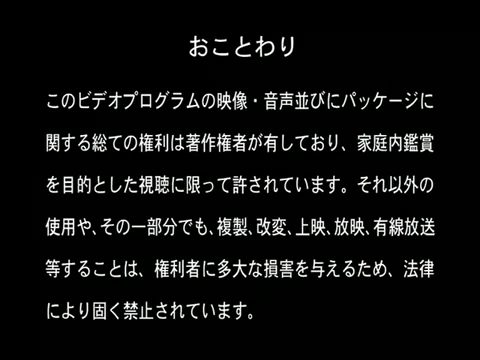 おことわり
このビデオプログラムの映像・音声並びにパッケージに
関する総ての権利は著作権者が有しており、家庭内鑑賞
を目的とした視聴に限って許されています。それ以外の
使用や、その一部分でも、複製、改変、上映、放映、有線放送
等することは、権利者に多大な損害を与えるため、法律
により固く禁止されています。